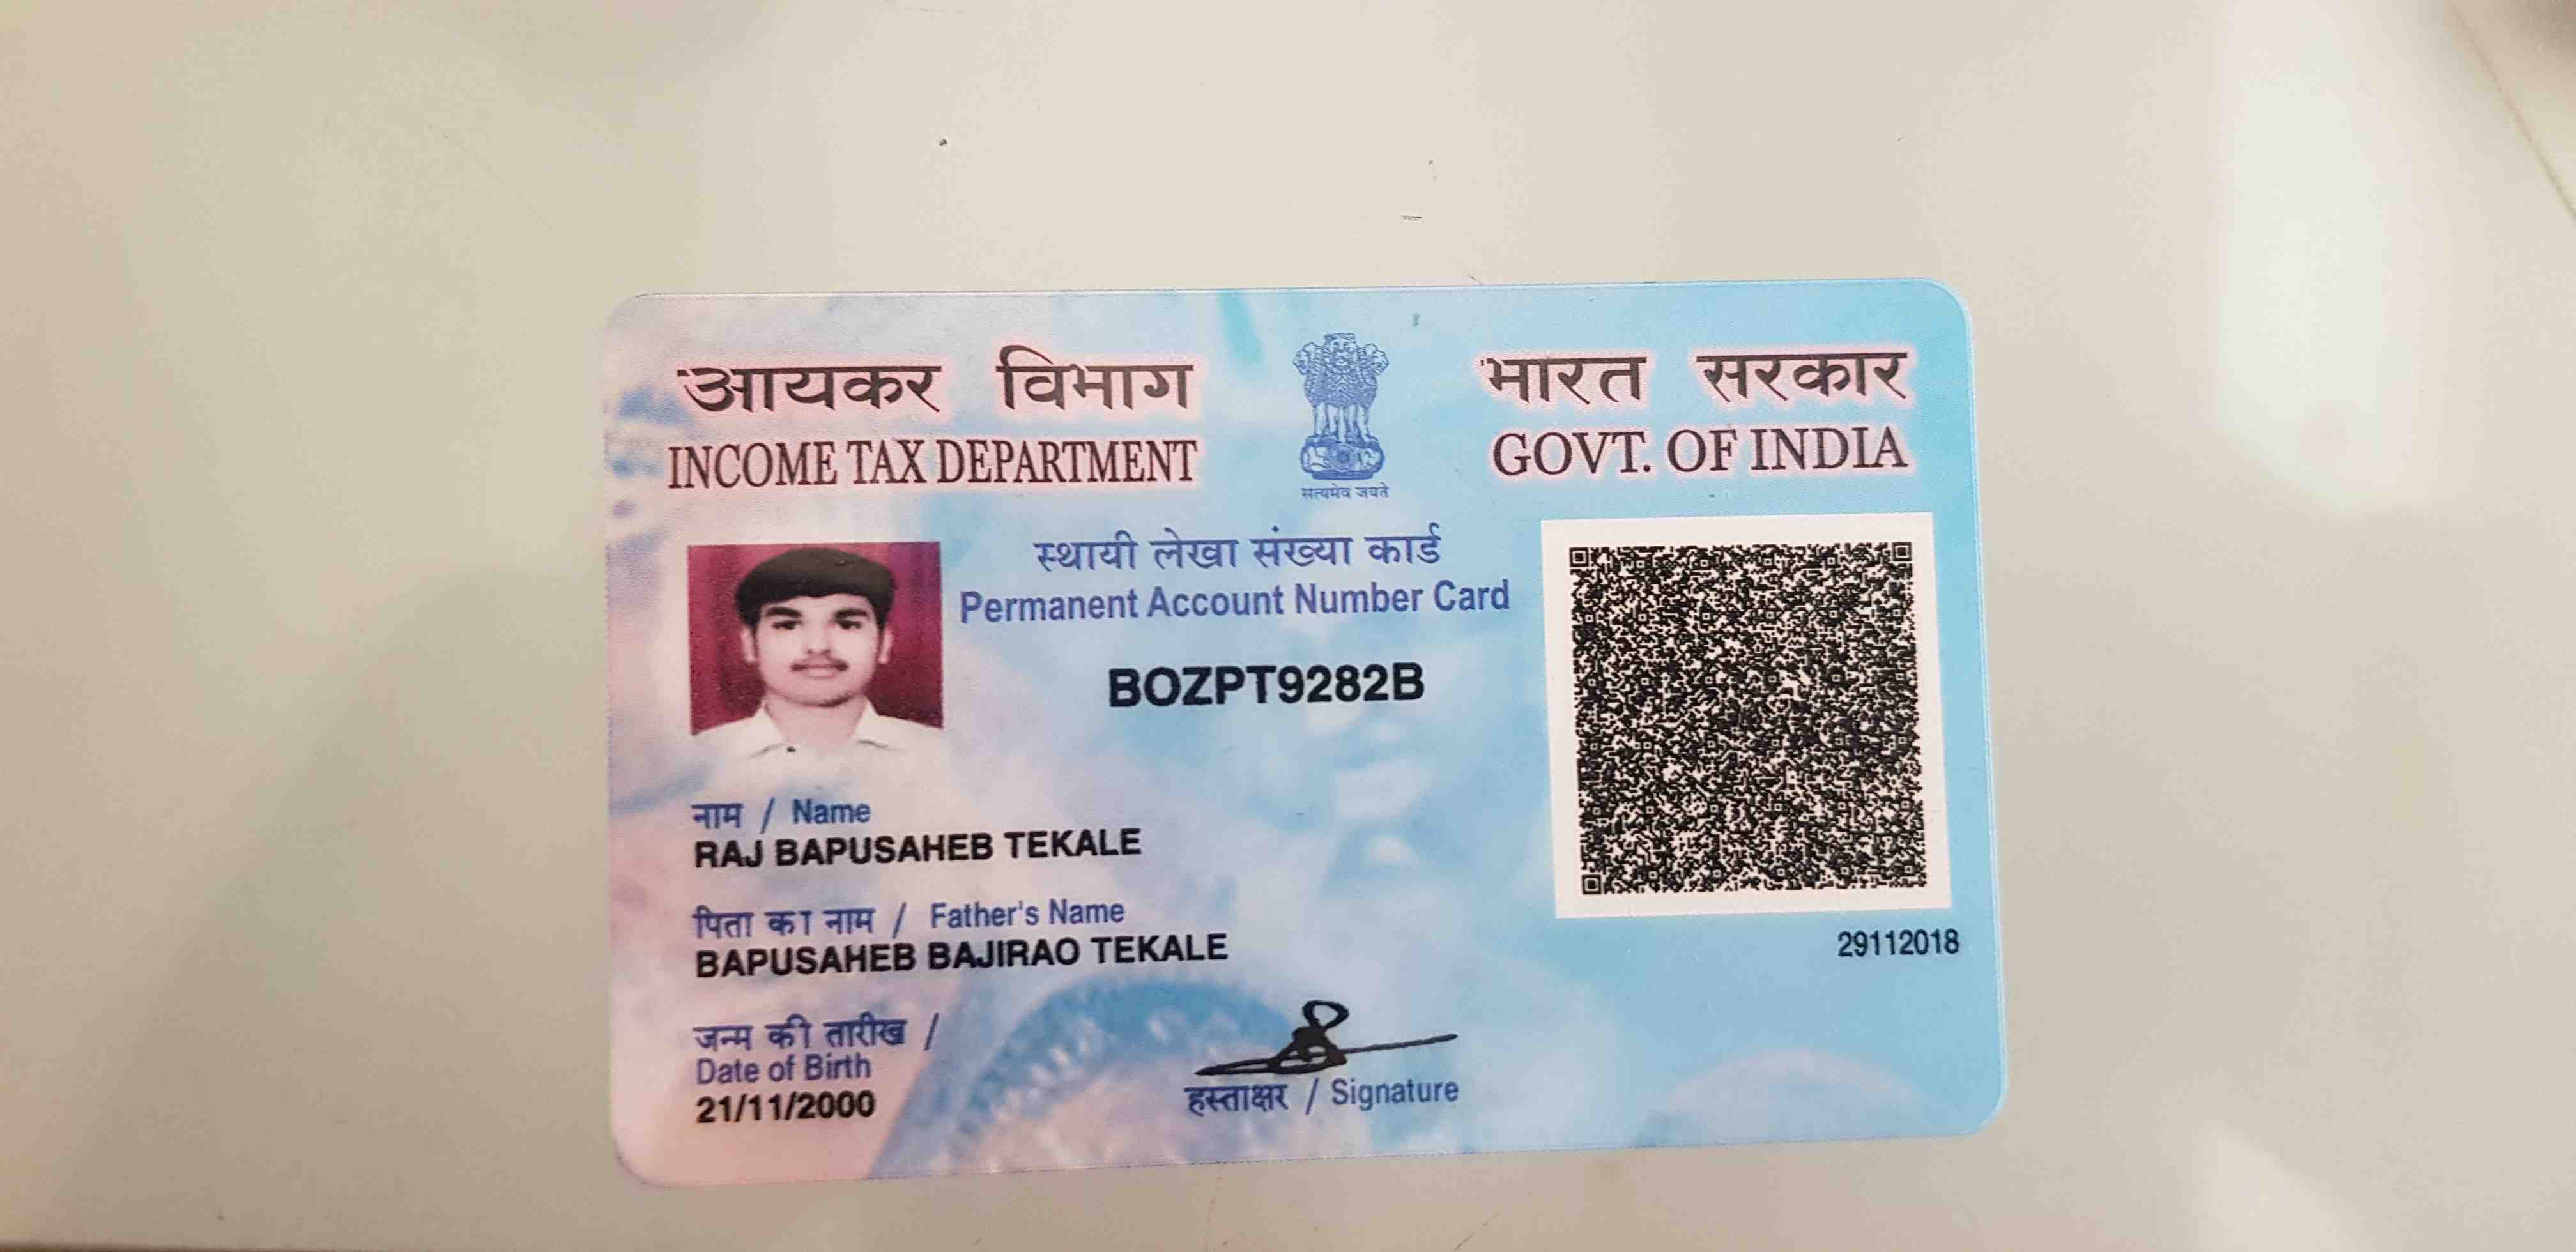 आयकर विभाग
INCOME TAX DEPARTMENT
सत्यमेव जयते
भारत सरकार
GOVT. OF INDIA
स्थायी लेखा संख्या कार्ड
Permanent Account Number Card
BOZPT9282B
नाम / Name
RAJ BAPUSAHEB TEKALE
पिता का नाम / Father's Name
BAPUSAHEB BAJIRAO TEKALE
जन्म की तारीख /
Date of Birth
21/11/2000
हस्ताक्षर / Signature
29112018